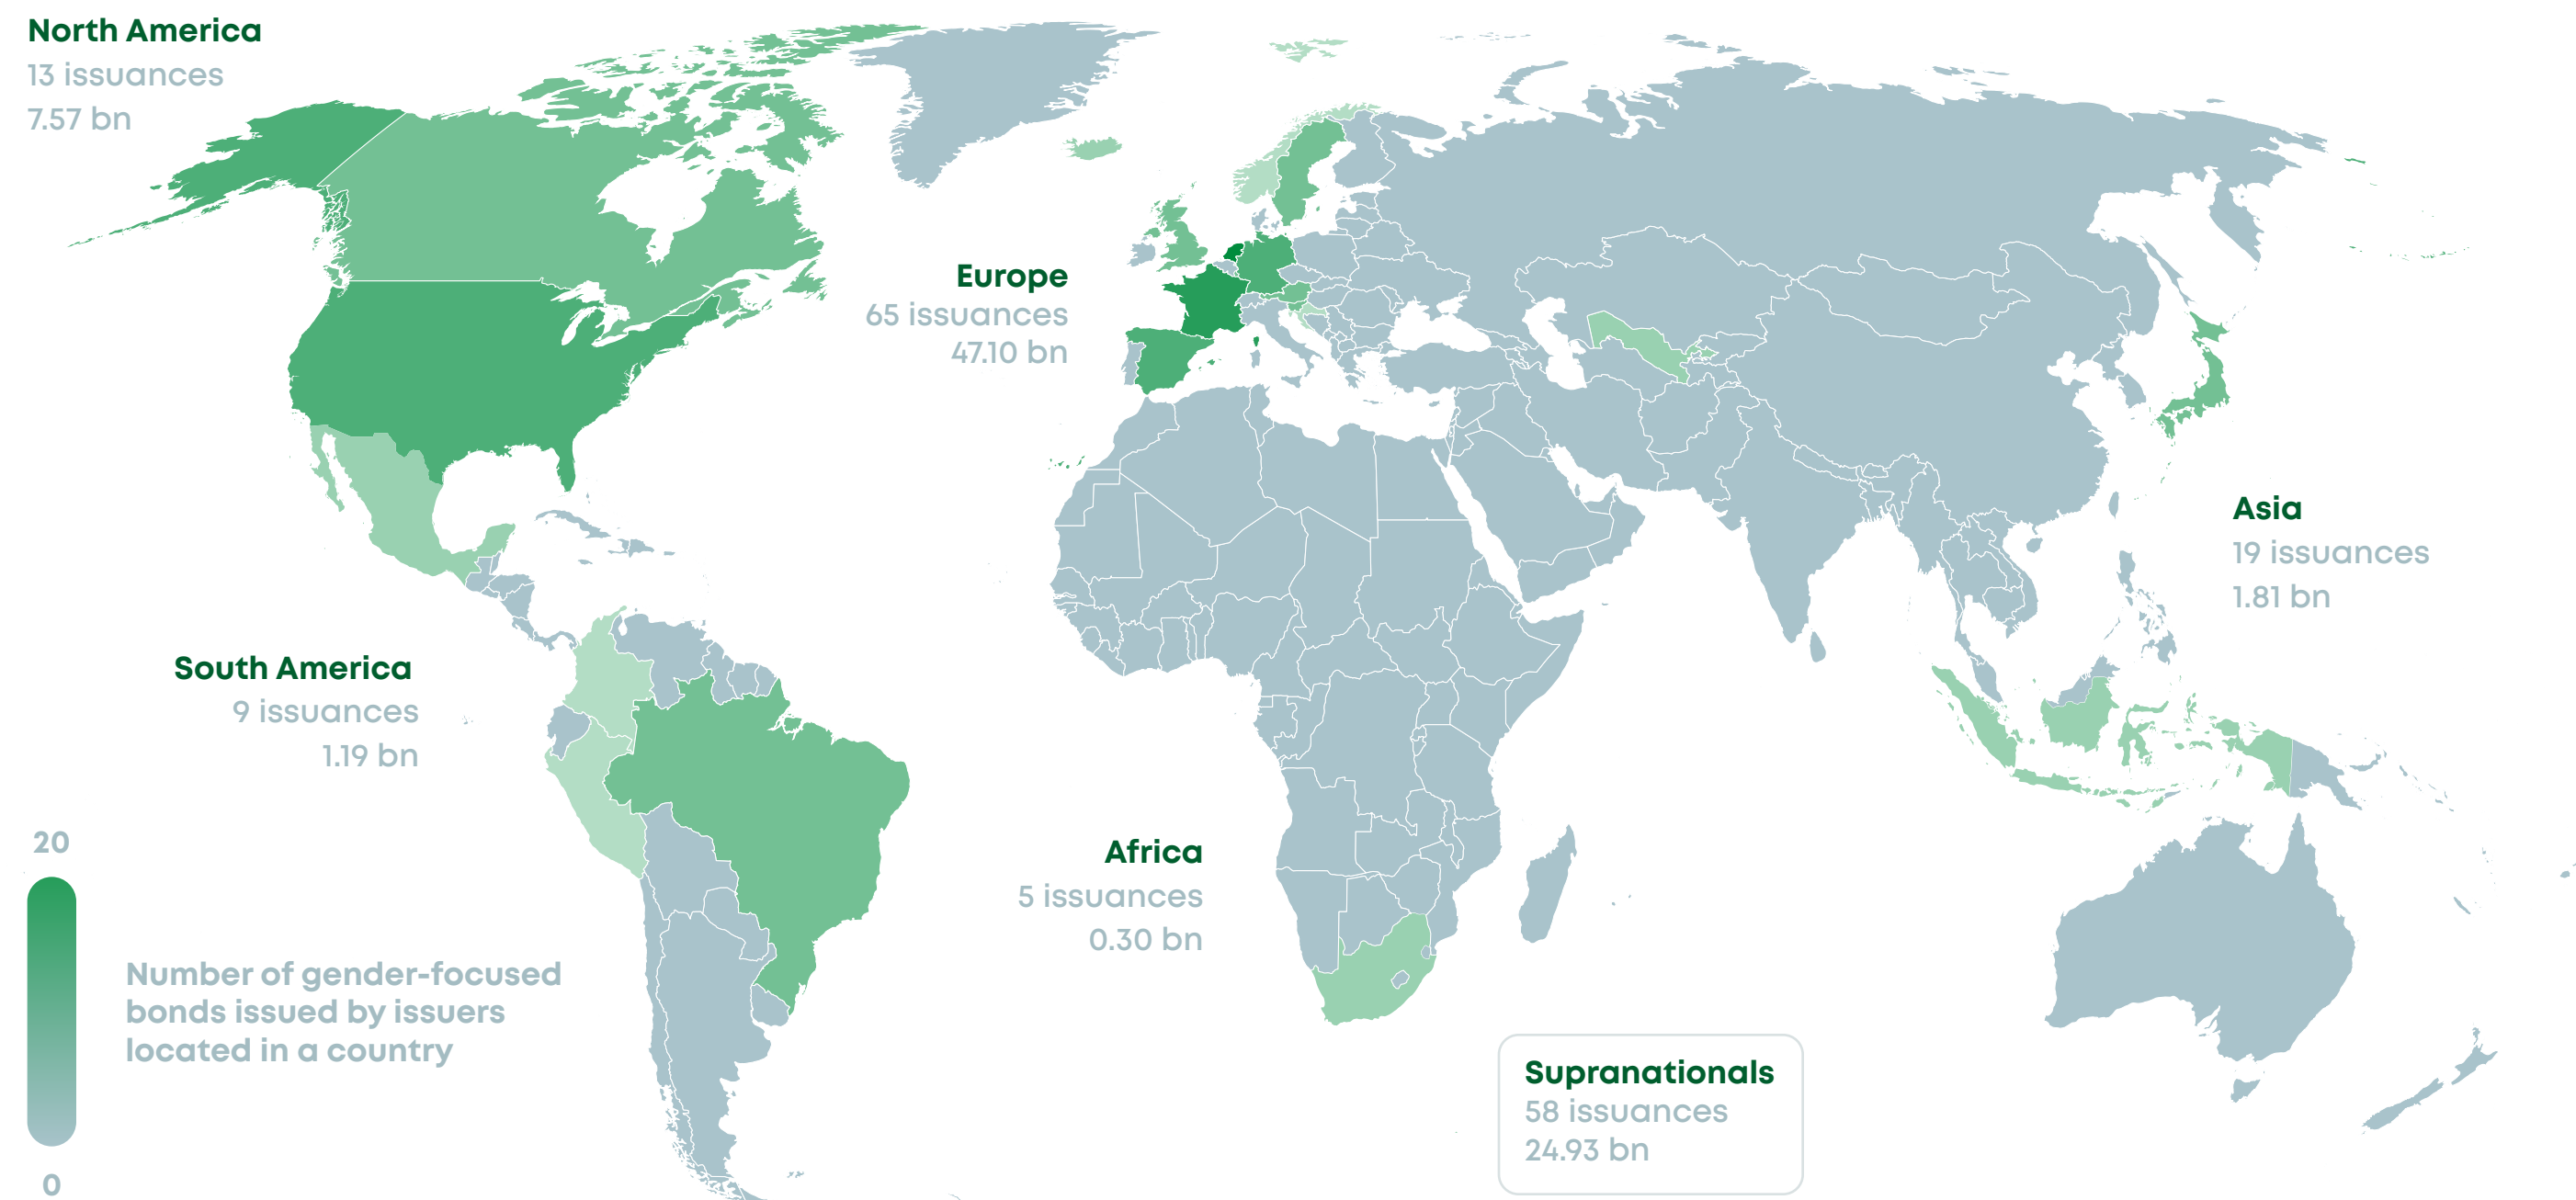 North America
13 issuances
7.57 bn
Europe
65 issuances
47.10 bn
Asia
19 issuances
1.81 bn
South America
9 issuances
1.19 bn
Africa
5 issuances
0.30 bn
20
Number of gender-focused
bonds issued by issuers
located in a country
0
Supranationals
58 issuances
24.93 bn